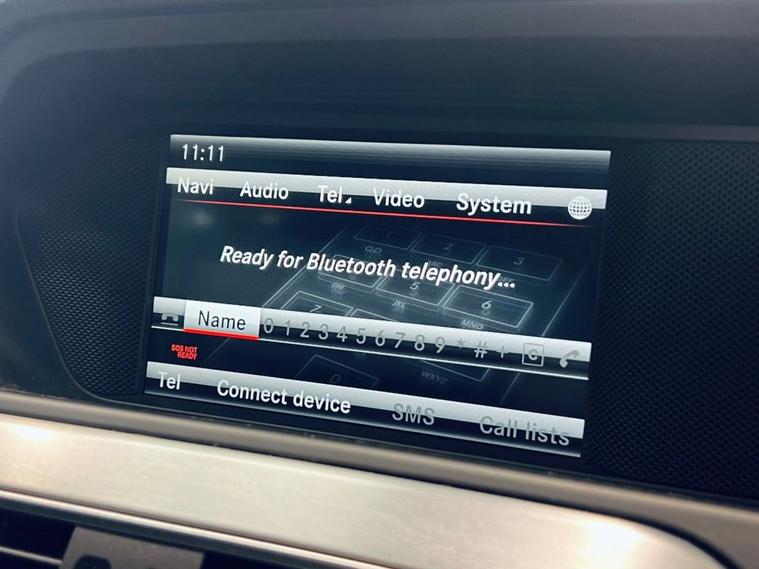 11:11
Navi Audio Tel Video System
Ready for Bluetooth telephony...
Name 0 1 2 3 4 5 6 7 8 9 * # + C
SOS NOT
READY
Tel Connect device SMS Call lists